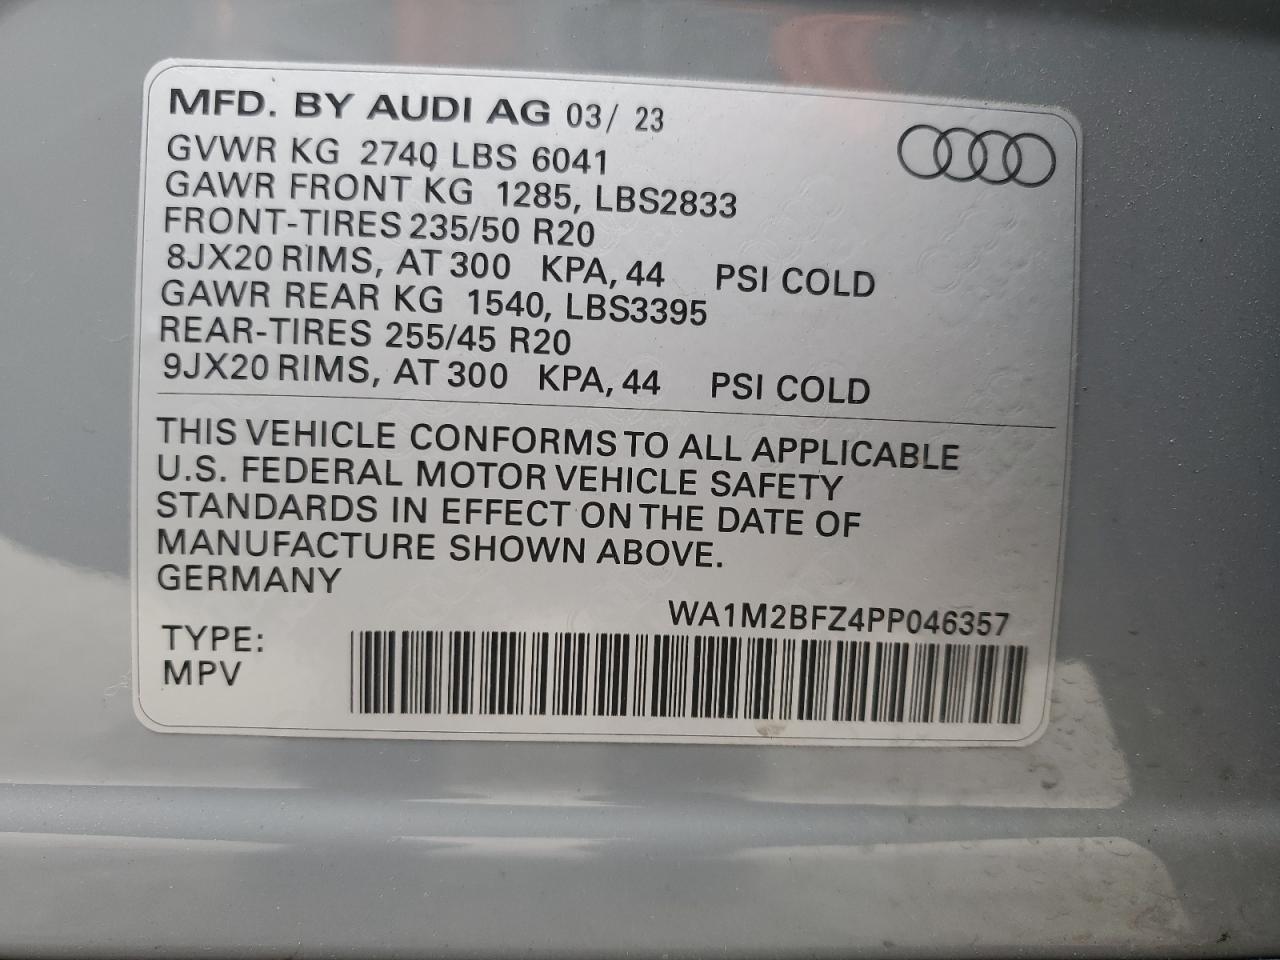 MFD. BY AUDI AG 03/ 23
GVWR KG 2740 LBS 6041
GAWR FRONT KG 1285, LBS2833
FRONT-TIRES 235/50 R20
8JX20 RIMS, AT 300 KPA, 44 PSI COLD
GAWR REAR KG 1540, LBS3395
REAR-TIRES 255/45 R20
9JX20 RIMS, AT 300 KPA, 44 PSI COLD
THIS VEHICLE CONFORMS TO ALL APPLICABLE
U.S. FEDERAL MOTOR VEHICLE SAFETY
STANDARDS IN EFFECT ON THE DATE OF
MANUFACTURE SHOWN ABOVE.
GERMANY
WA1M2BFZ4PP046357
TYPE:
MPV